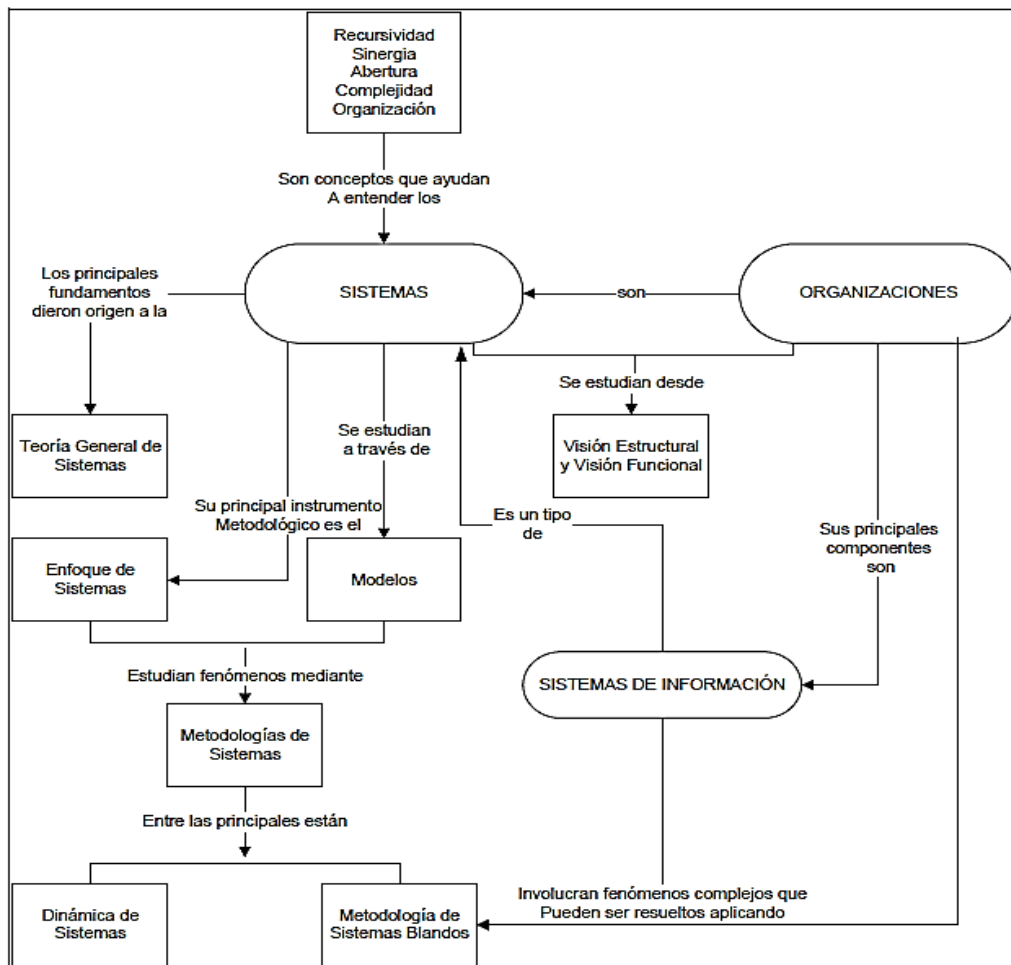 Recursividad
Sinergia
Abertura
Complejidad
Organización
Son conceptos que ayudan
A entender los
Los principales
fundamentos
dieron origen a la
SISTEMAS
son
ORGANIZACIONES
Se estudian desde
Teoría General de
Sistemas
Se estudian
a través de
Visión Estructural
y Visión Funcional
Su principal instrumento
Metodológico es el
Es un tipo
de
Sus principales
componentes
son
Enfoque de
Sistemas
Modelos
Estudian fenómenos mediante
SISTEMAS DE INFORMACIÓN
Metodologías de
Sistemas
Entre las principales están
Dinámica de
Sistemas
Metodología de
Sistemas Blandos
Involucran fenómenos complejos que
Pueden ser resueltos aplicando